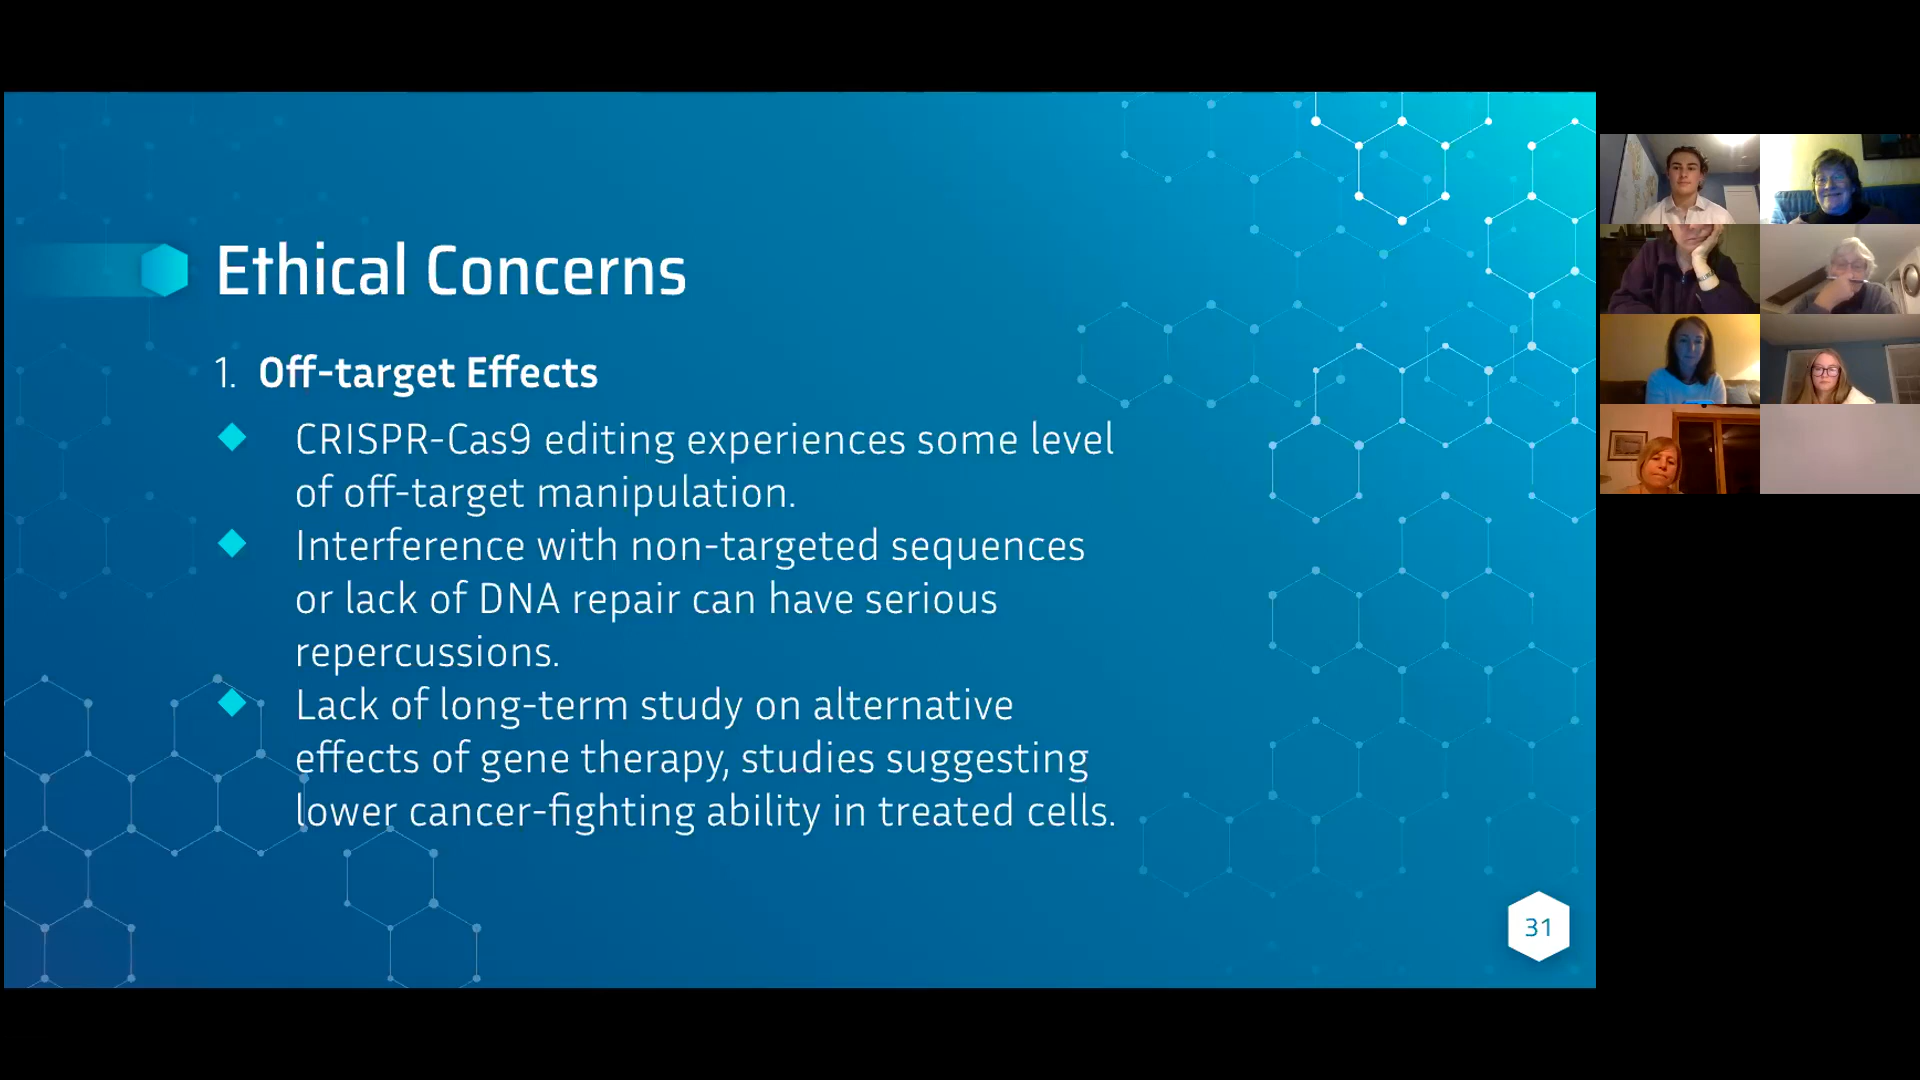 Ethical Concerns
1. Off-target Effects
CRISPR-Cas9 editing experiences some level
of off-target manipulation.
Interference with non-targeted sequences
or lack of DNA repair can have serious
repercussions.
Lack of long-term study on alternative
effects of gene therapy, studies suggesting
lower cancer-fighting ability in treated cells.
31